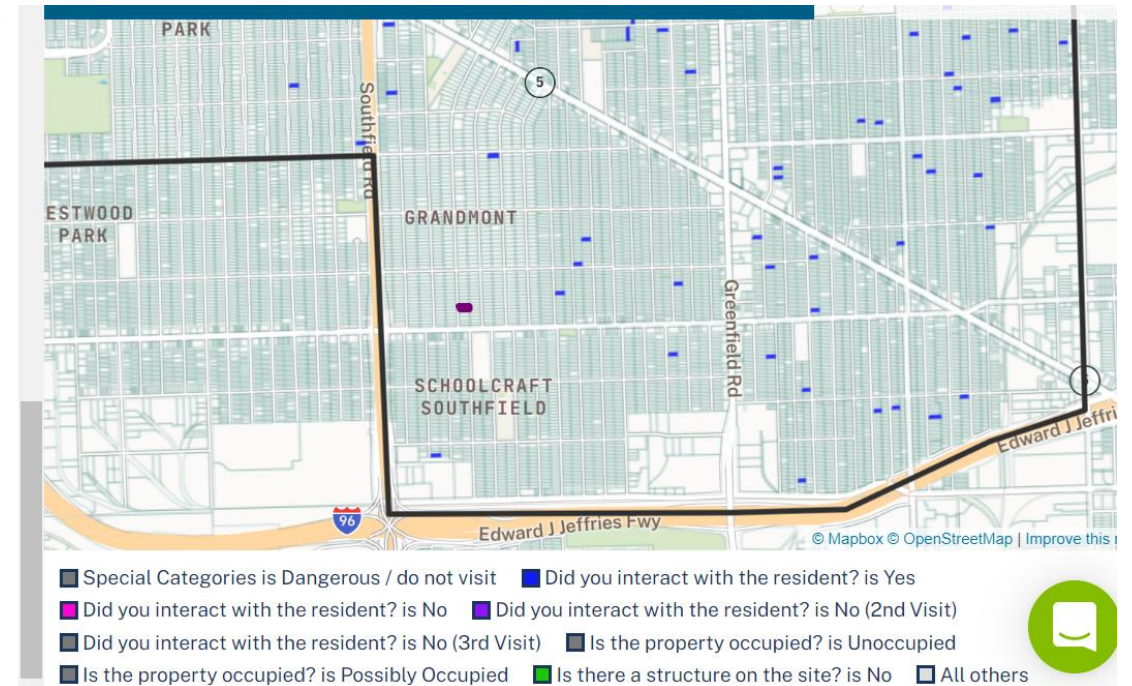 PARK
5
Southfield Rd
ESTWOOD
PARK
GRANDMONT
Greenfield Rd
SCHOOLCRAFT
SOUTHFIELD
Edward J Jeffri
96
Edward J Jeffries Fwy
© Mapbox © OpenStreetMap | Improve this
Special Categories is Dangerous / do not visit Did you interact with the resident? is Yes
Did you interact with the resident? is No Did you interact with the resident? is No (2nd Visit)
Did you interact with the resident? is No (3rd Visit) Is the property occupied? is Unoccupied
Is the property occupied? is Possibly Occupied Is there a structure on the site? is No All others